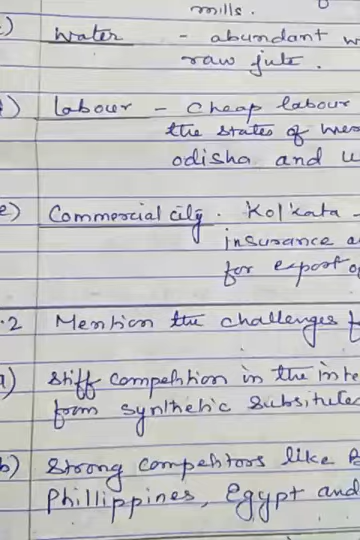 mills.
c) Water - abundant w
raw jute.
d) Labour - Cheap labour
the states of
odisha and U
e) Commercial city. Kolkata -
insurance a
for export of
.2 Mention the challenges f
a) Stiff competition in the inte
from synthetic substitutes
b) Strong competitors like B
Phillippines, Egypt and